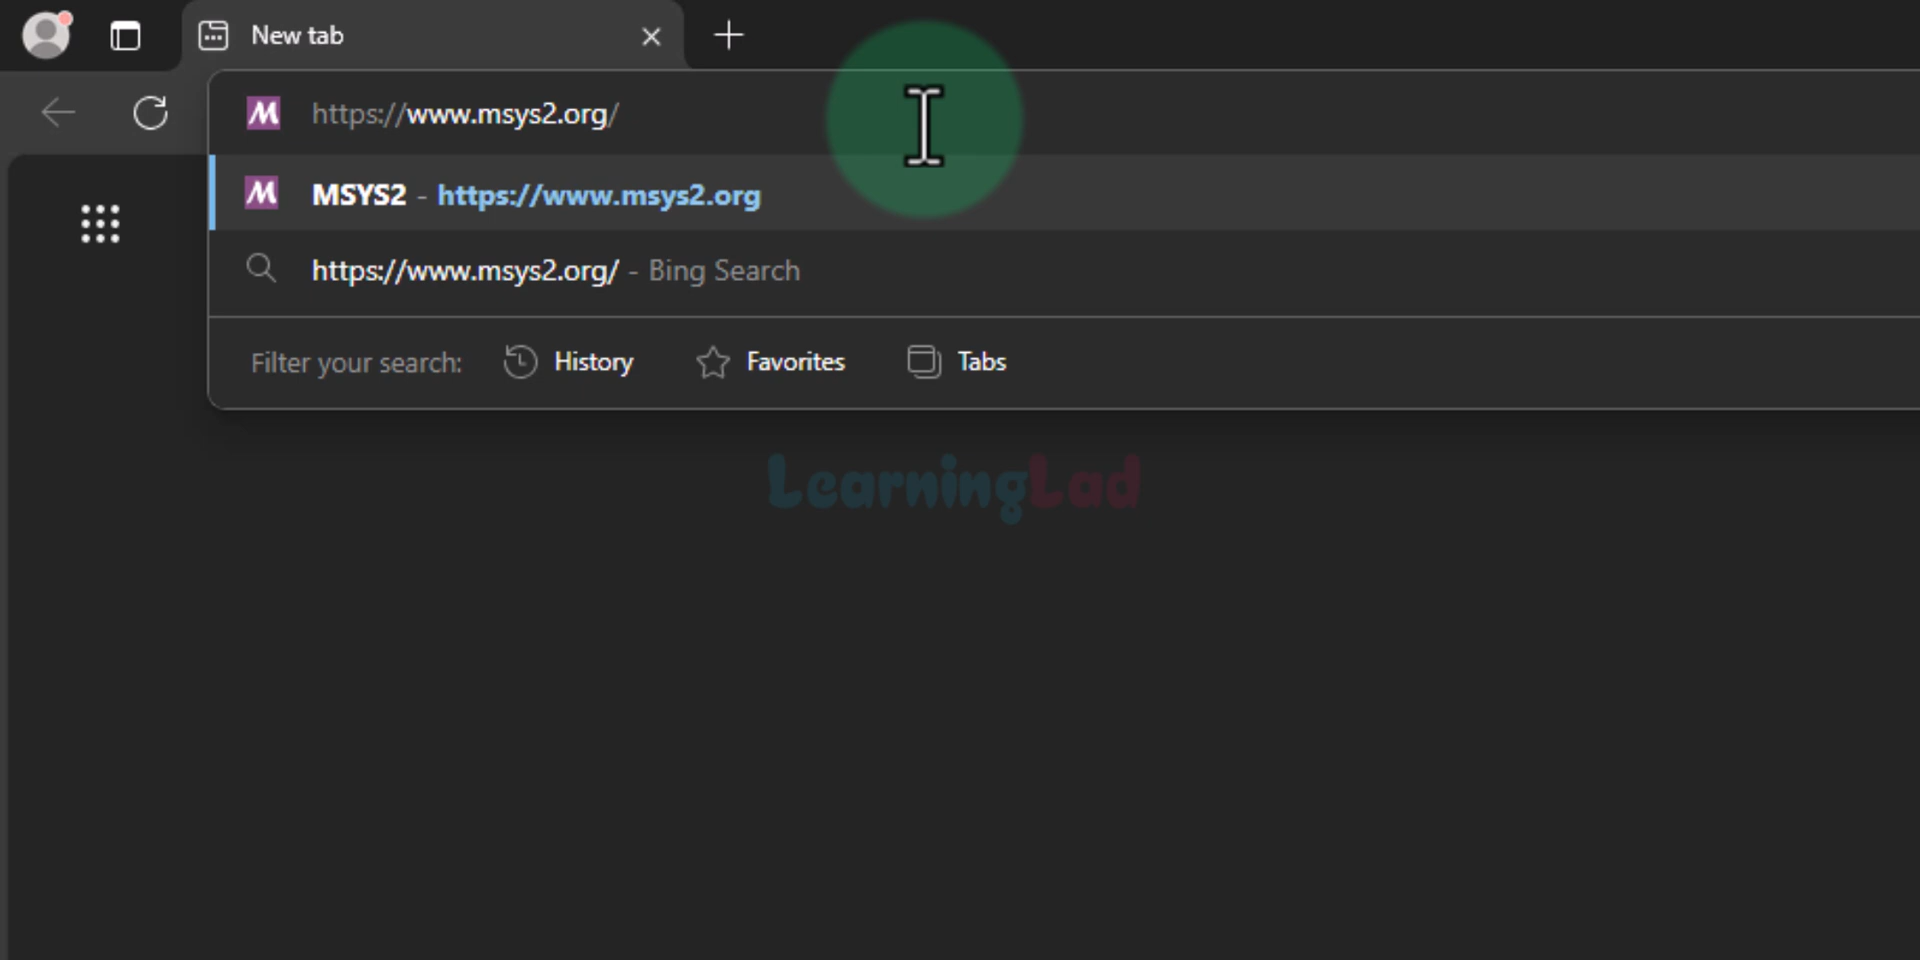 New tab
https://www.msys2.org/
MSYS2 - https://www.msys2.org
https://www.msys2.org/ - Bing Search
Filter your search: History Favorites Tabs
LearningLad